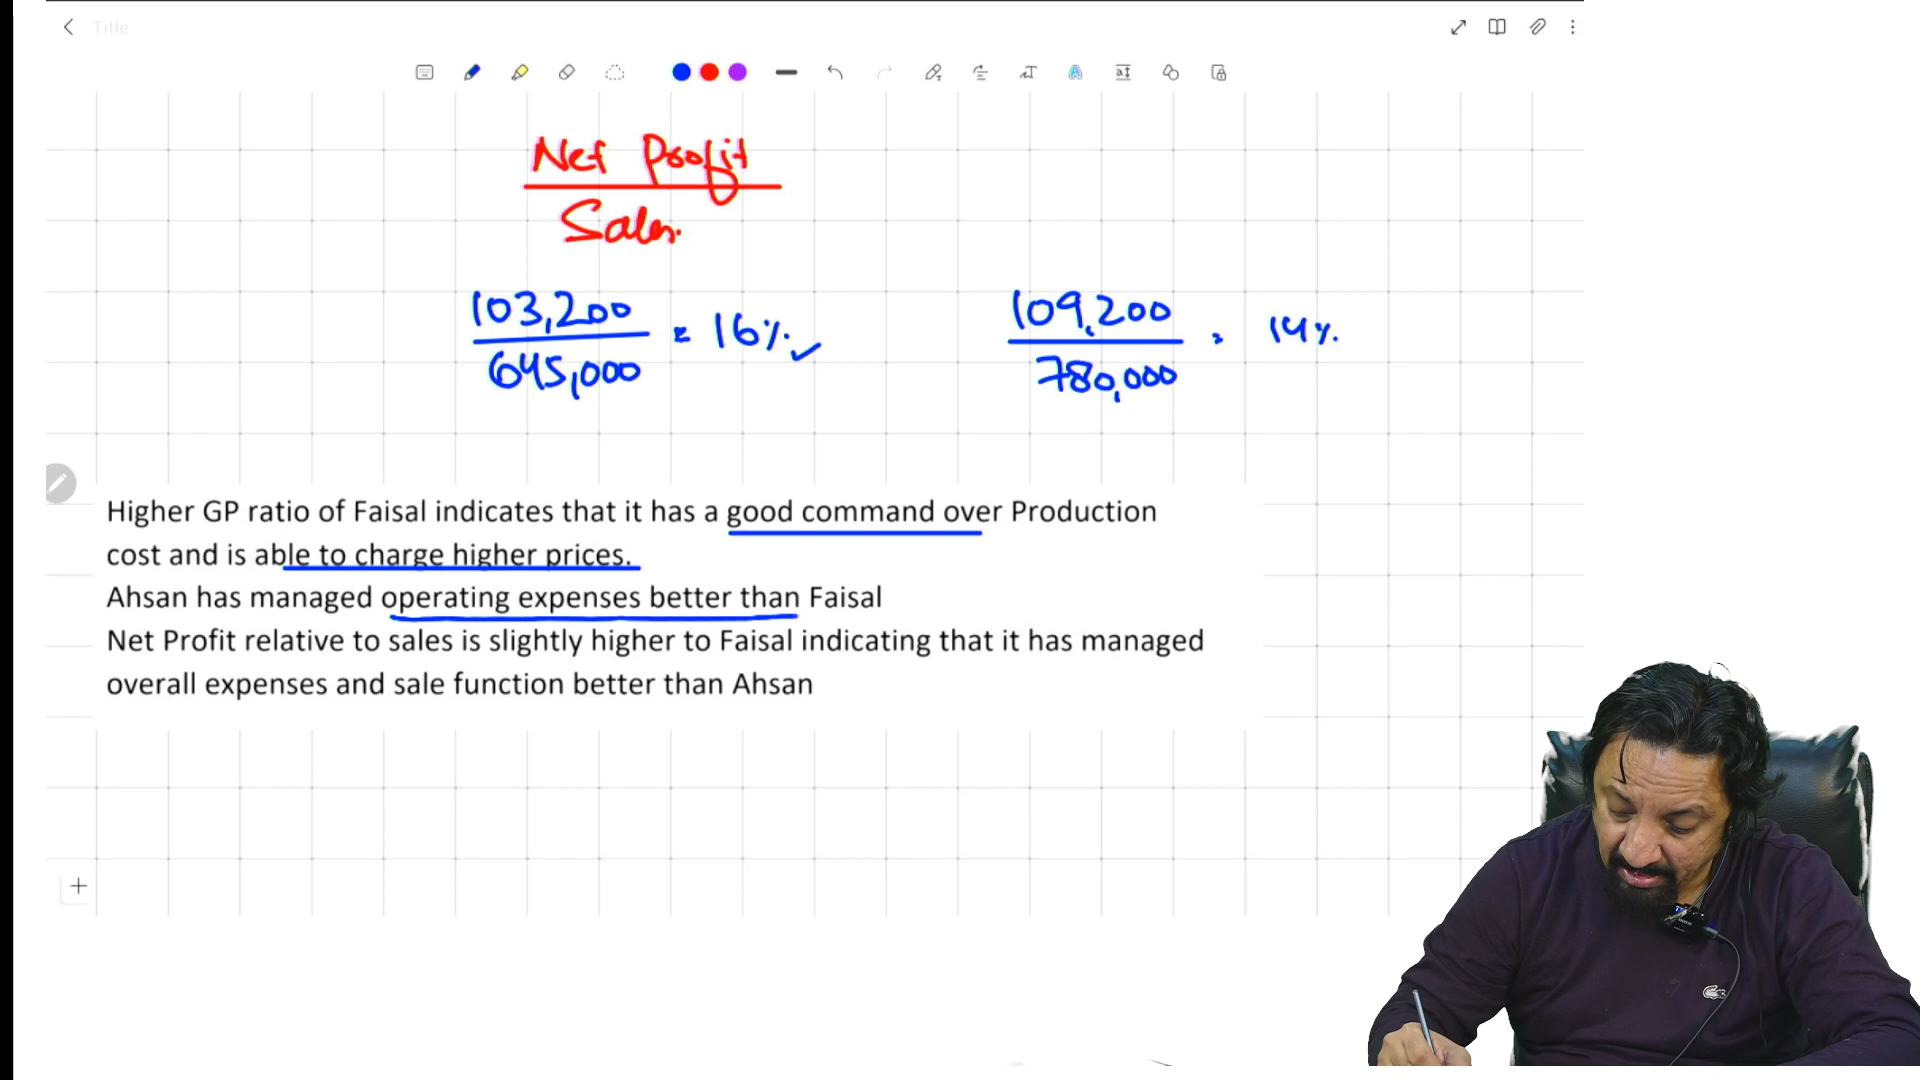 Title
Net Profit
Sales.
103,200
645,000
= 16%
109,200
780,000
= 14%.
Higher GP ratio of Faisal indicates that it has a good command over Production
cost and is able to charge higher prices.
Ahsan has managed operating expenses better than Faisal
Net Profit relative to sales is slightly higher to Faisal indicating that it has managed
overall expenses and sale function better than Ahsan